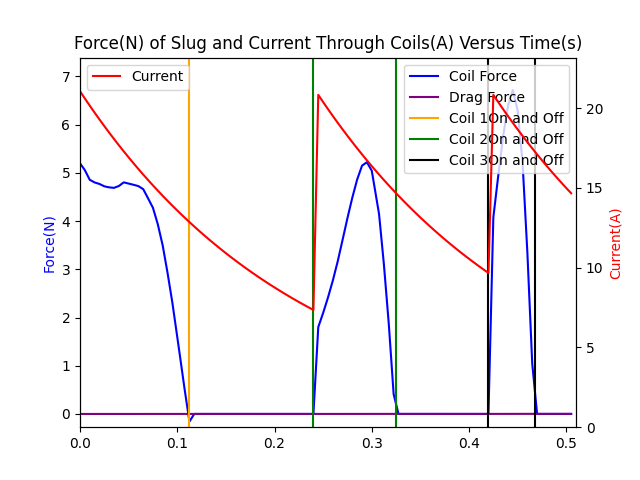 Force(N) of Slug and Current Through Coils(A) Versus Time(s)
Current
Coil Force
Drag Force
Coil 1On and Off
Coil 2On and Off
Coil 3On and Off
Force(N)
7
6
5
4
3
2
1
0
Current(A)
20
15
10
5
0
0.0 0.1 0.2 0.3 0.4 0.5